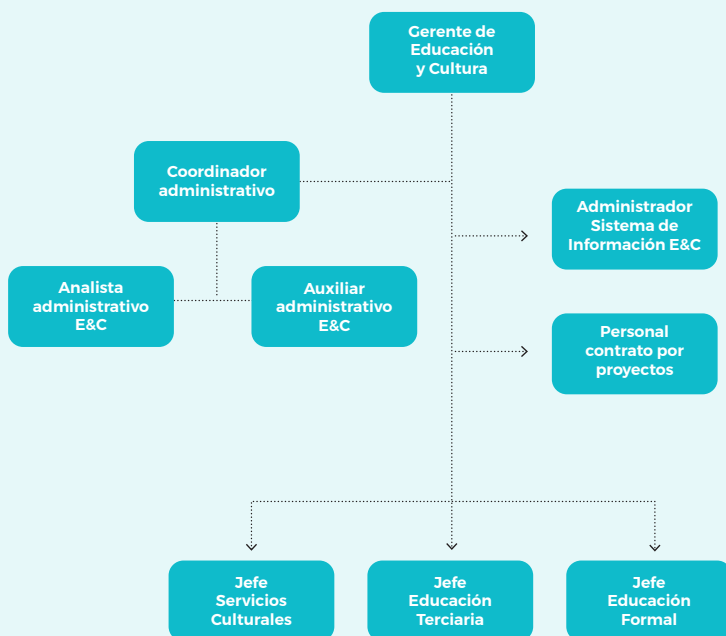 Gerente de
Educación
y Cultura
Coordinador
administrativo
Administrador
Sistema de
Información E&C
Analista
administrativo
E&C
Auxiliar
administrativo
E&C
Personal
contrato por
proyectos
Jefe
Servicios
Culturales
Jefe
Educación
Terciaria
Jefe
Educación
Formal